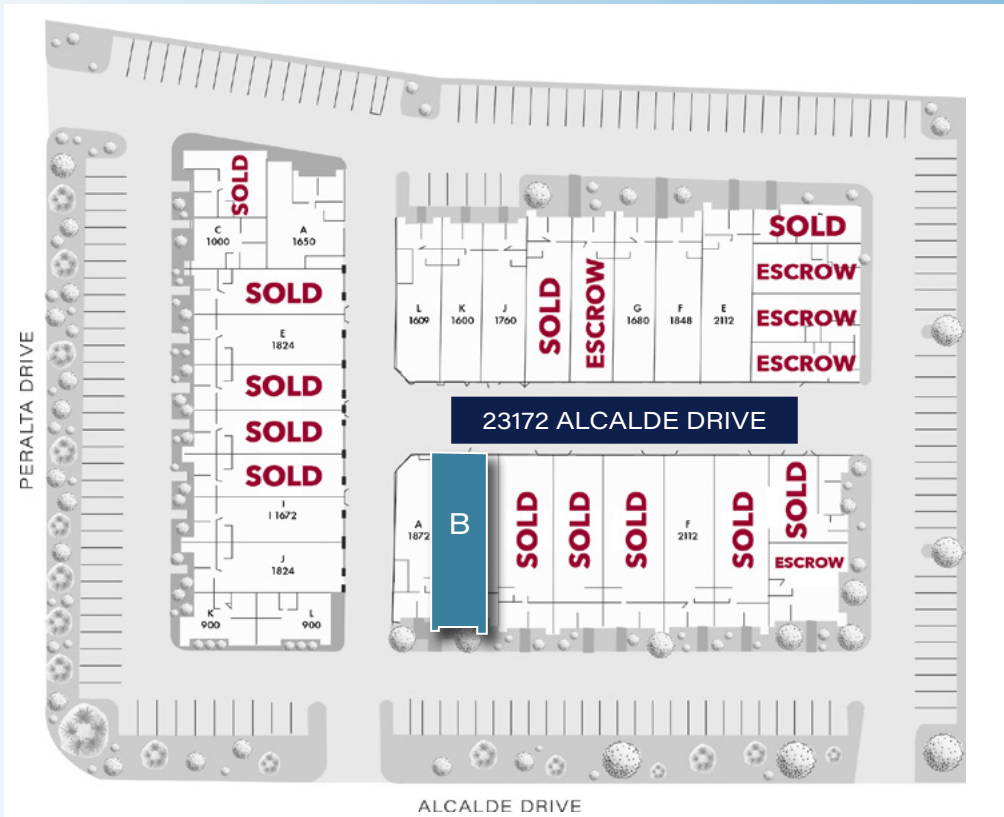 SOLD
C
1000
A
1650
SOLD
E
1824
SOLD
SOLD
SOLD
I
1672
J
1824
K
900
L
900
PERALTA DRIVE
L
1609
K
1600
J
1760
SOLD
ESCROW
G
1680
F
1848
E
2112
SOLD
ESCROW
ESCROW
ESCROW
23172 ALCALDE DRIVE
A
1872
B
SOLD
SOLD
SOLD
F
2112
SOLD
SOLD
ESCROW
ALCALDE DRIVE